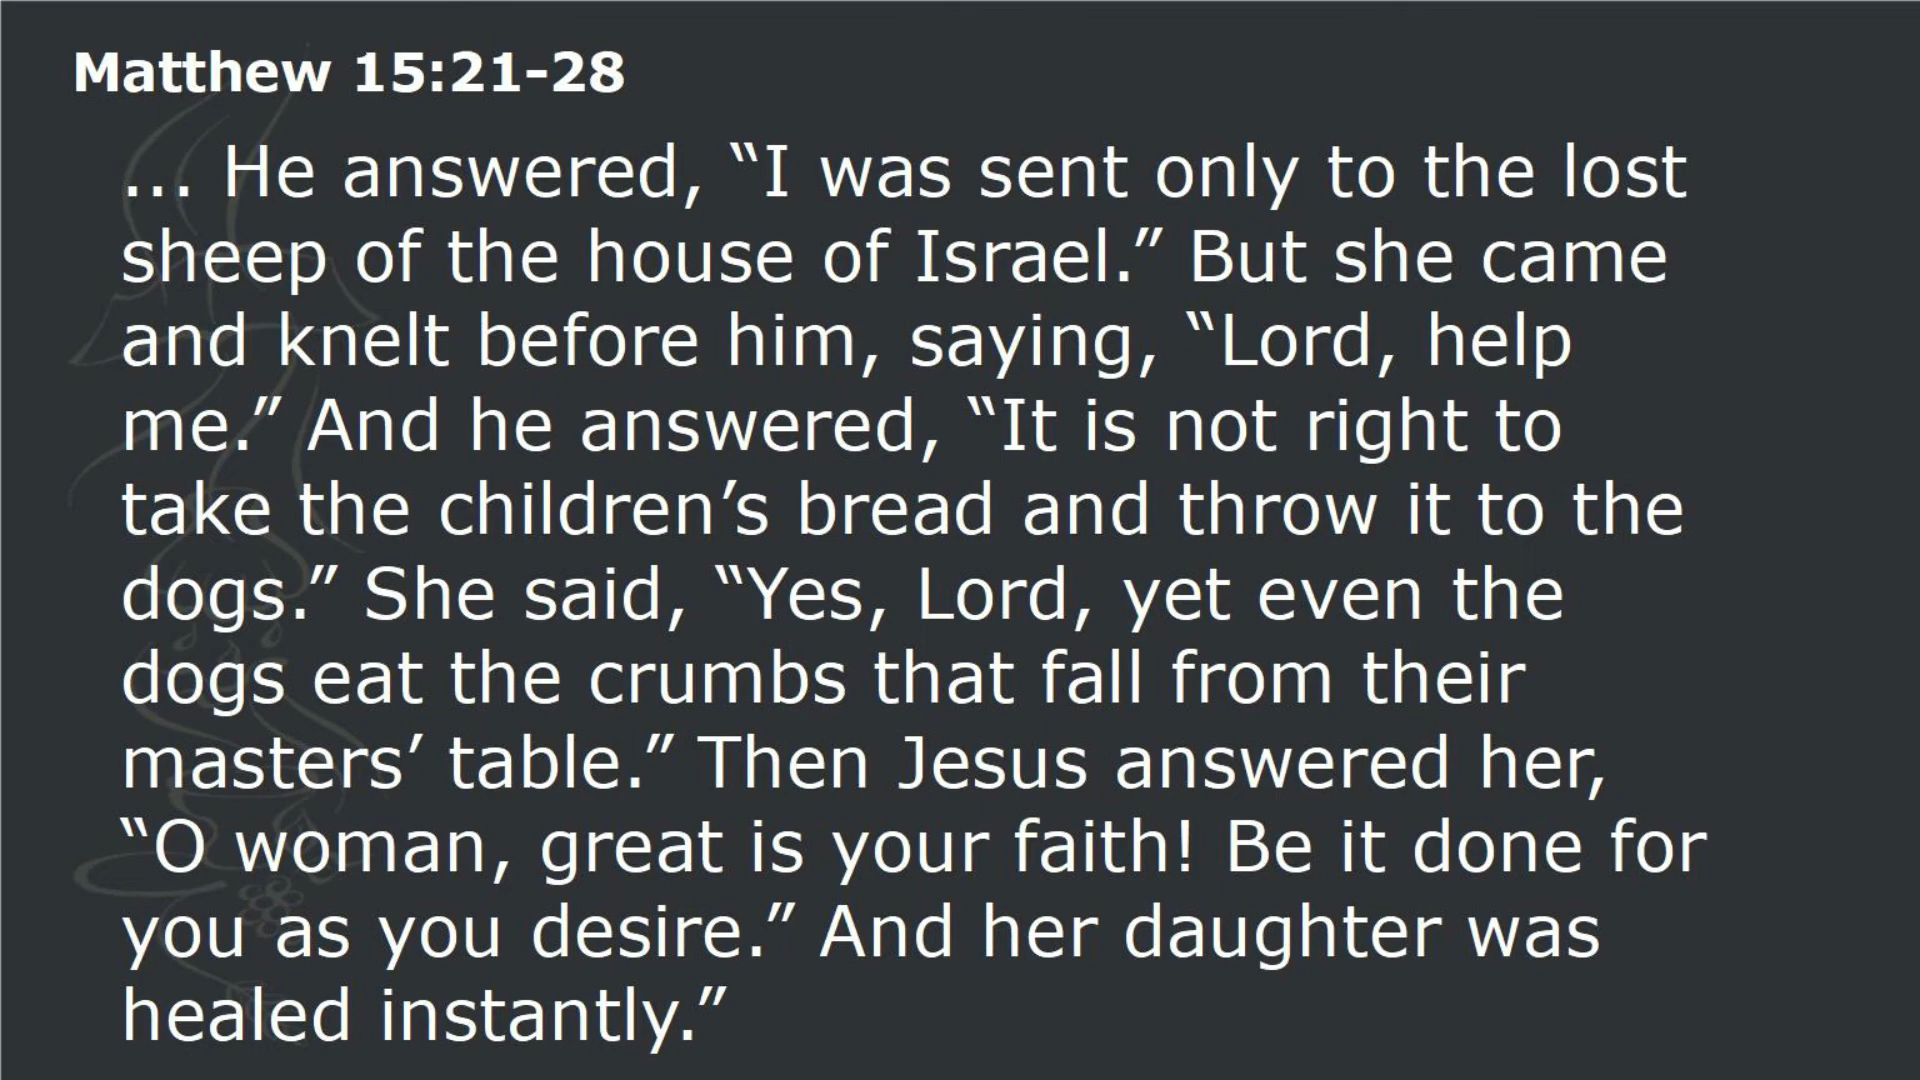 Matthew 15:21-28
... He answered, “I was sent only to the lost
sheep of the house of Israel.” But she came
and knelt before him, saying, “Lord, help
me.” And he answered, “It is not right to
take the children’s bread and throw it to the
dogs.” She said, “Yes, Lord, yet even the
dogs eat the crumbs that fall from their
masters’ table.” Then Jesus answered her,
“O woman, great is your faith! Be it done for
you as you desire.” And her daughter was
healed instantly.”